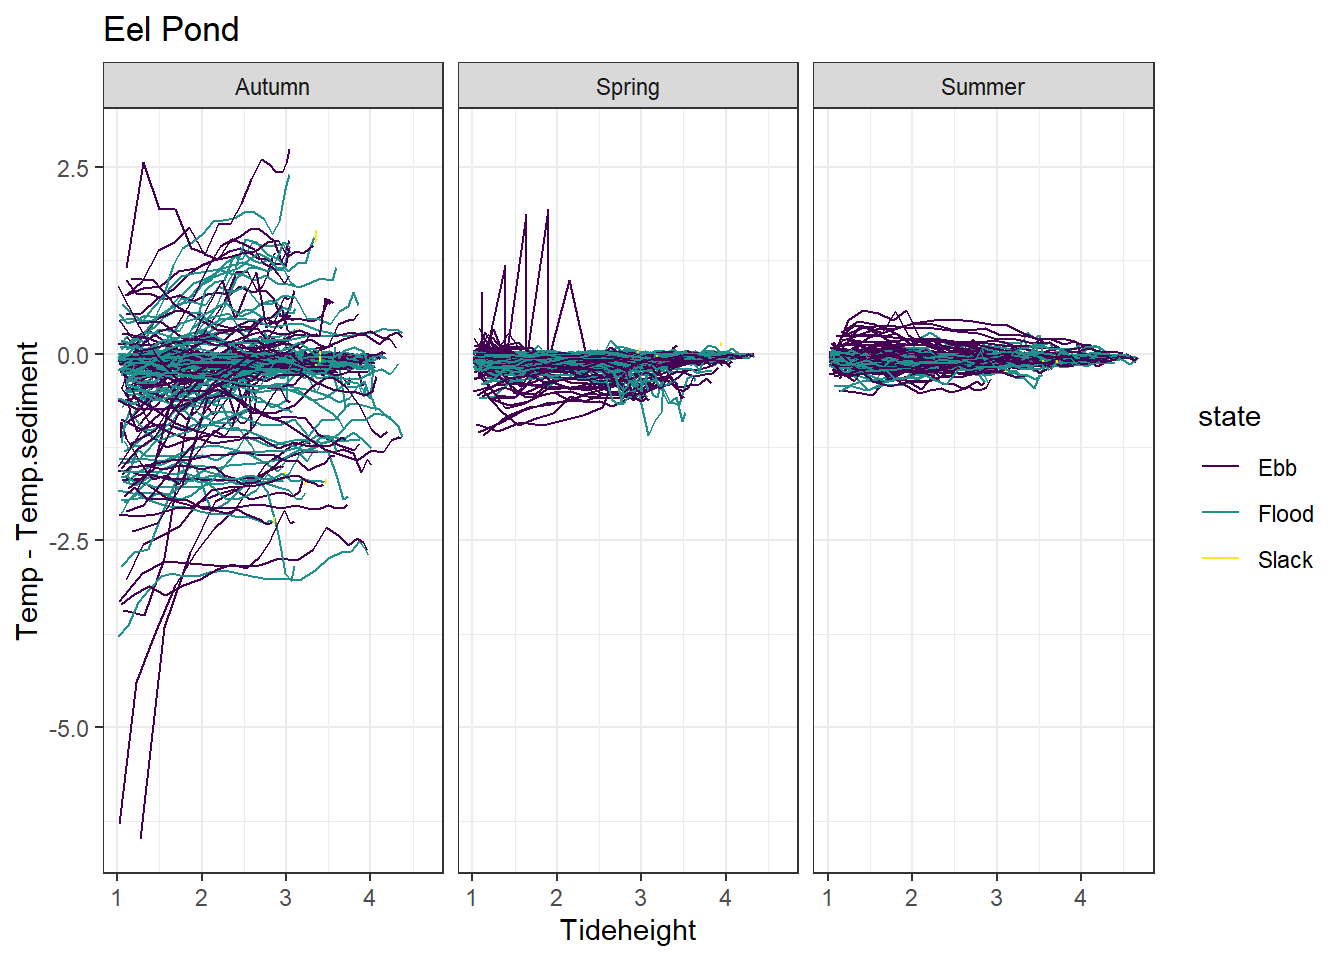 Eel Pond
Autumn Spring Summer
2.5
0.0
-2.5
-5.0
Temp - Temp.sediment
1 2 3 4 1 2 3 4 1 2 3 4
Tideheight
state
Ebb
Flood
Slack